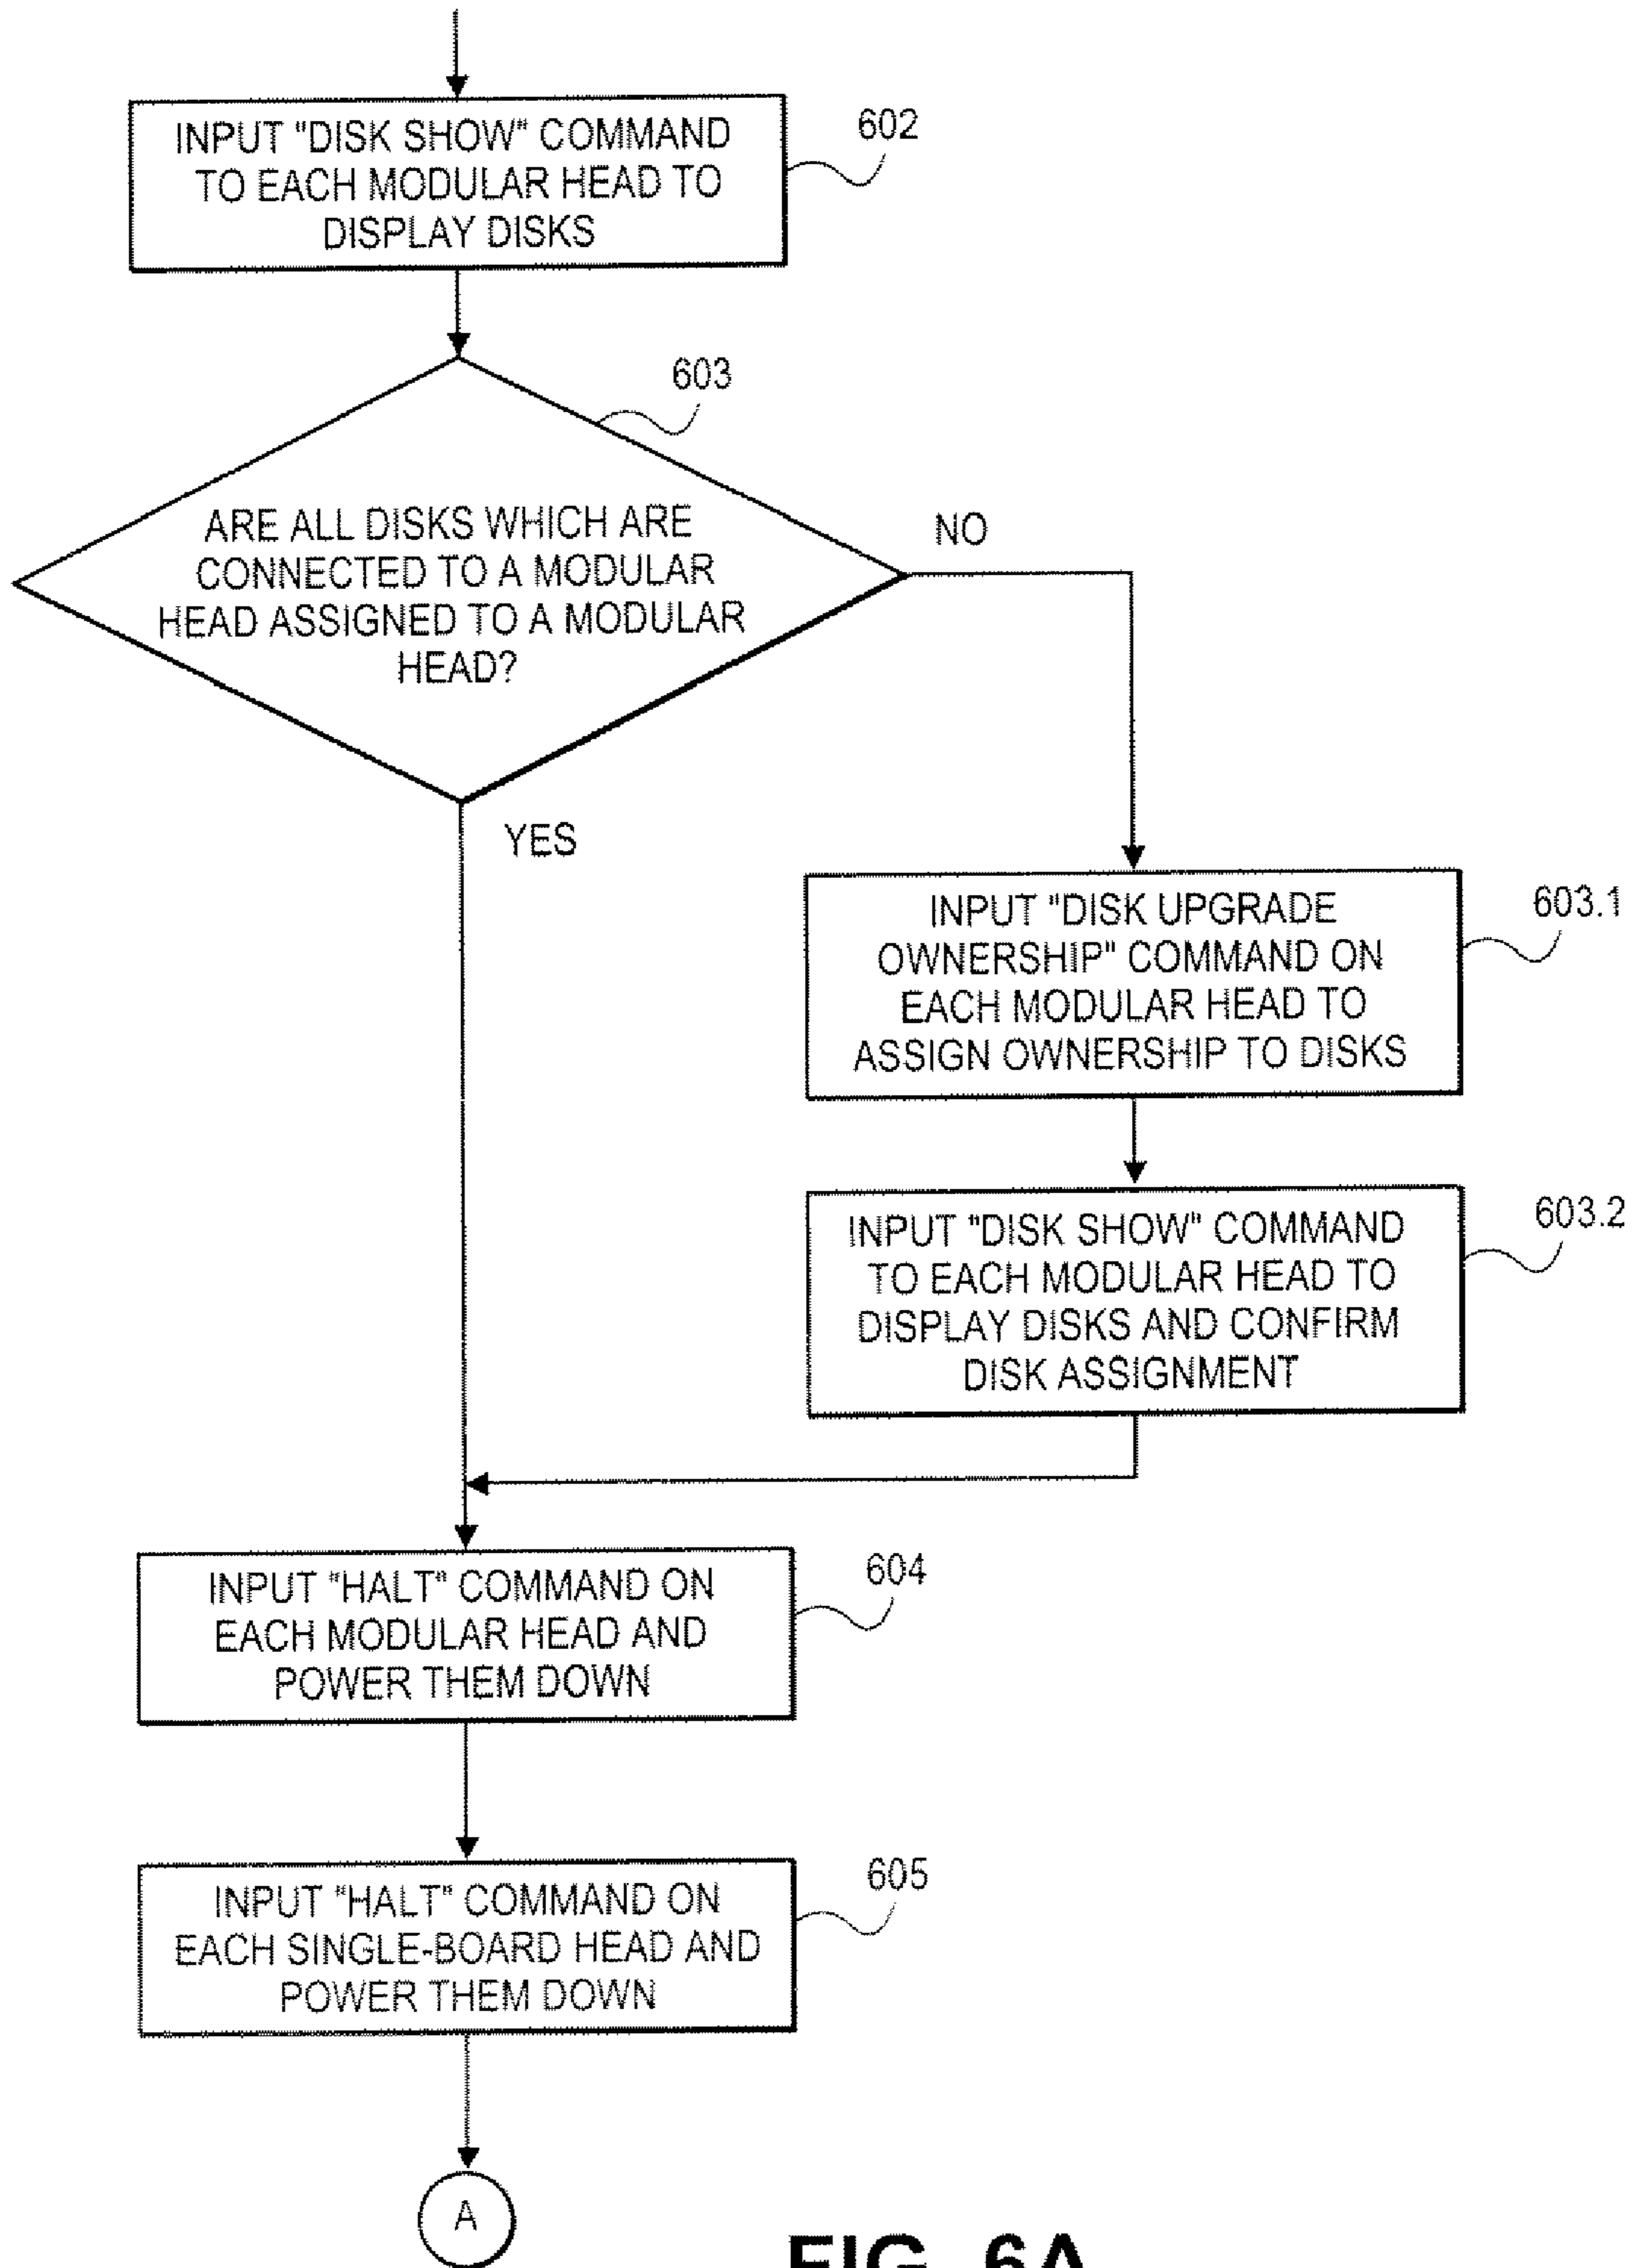 INPUT "DISK SHOW" COMMAND
TO EACH MODULAR HEAD TO
DISPLAY DISKS
602
603
ARE ALL DISKS WHICH ARE
CONNECTED TO A MODULAR
HEAD ASSIGNED TO A MODULAR
HEAD?
NO
YES
INPUT "DISK UPGRADE
OWNERSHIP" COMMAND ON
EACH MODULAR HEAD TO
ASSIGN OWNERSHIP TO DISKS
603.1
INPUT "DISK SHOW" COMMAND
TO EACH MODULAR HEAD TO
DISPLAY DISKS AND CONFIRM
DISK ASSIGNMENT
603.2
INPUT "HALT" COMMAND ON
EACH MODULAR HEAD AND
POWER THEM DOWN
604
INPUT "HALT" COMMAND ON
EACH SINGLE-BOARD HEAD AND
POWER THEM DOWN
605
A
FIG. 6A